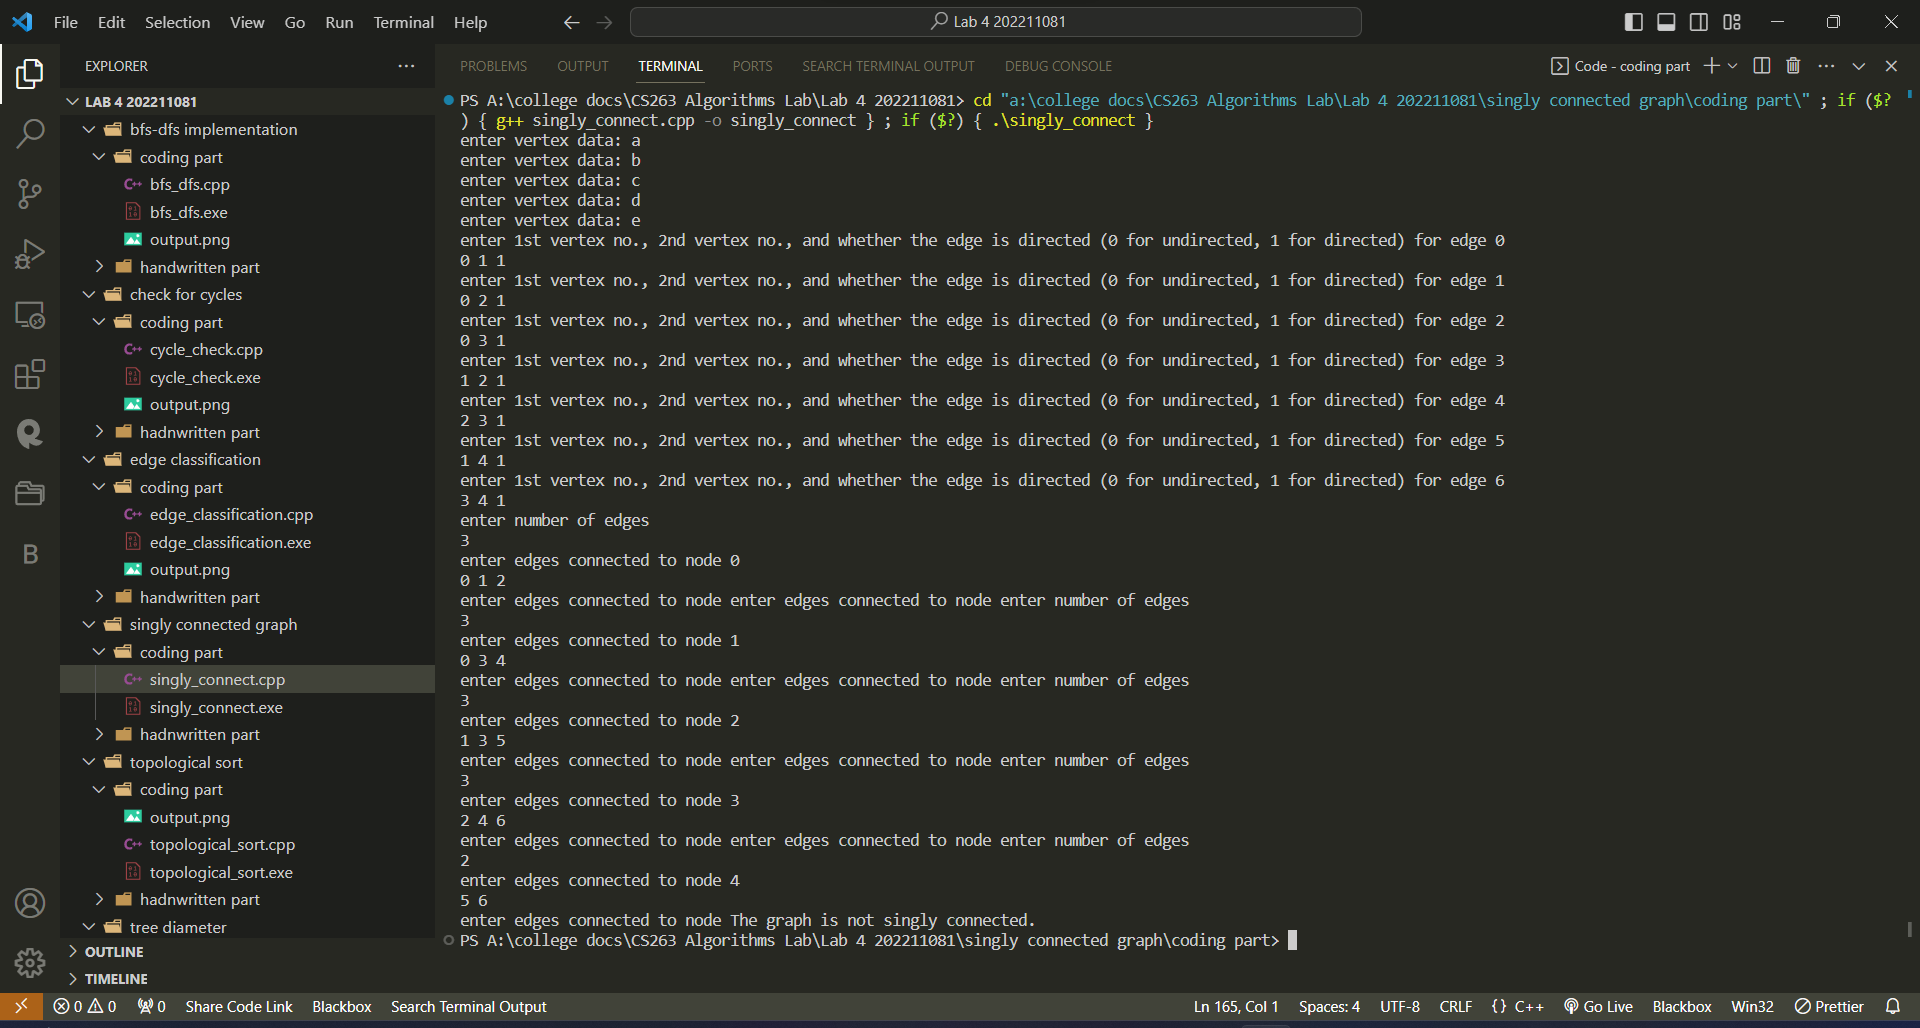 File Edit Selection View Go Run Terminal Help
Lab 4 202211081
EXPLORER
LAB 4 202211081
bfs-dfs implementation
coding part
bfs_dfs.cpp
bfs_dfs.exe
output.png
handwritten part
check for cycles
coding part
cycle_check.cpp
cycle_check.exe
output.png
hadnwritten part
edge classification
coding part
edge_classification.cpp
edge_classification.exe
output.png
handwritten part
singly connected graph
coding part
singly_connect.cpp
singly_connect.exe
hadnwritten part
topological sort
coding part
output.png
topological_sort.cpp
topological_sort.exe
hadnwritten part
tree diameter
OUTLINE
TIMELINE
B
PROBLEMS OUTPUT TERMINAL PORTS SEARCH TERMINAL OUTPUT DEBUG CONSOLE
Code - coding part
PS A:\college docs\CS263 Algorithms Lab\Lab 4 202211081> cd "a:\college docs\CS263 Algorithms Lab\Lab 4 202211081\singly connected graph\coding part\" ; if ($?
) { g++ singly_connect.cpp -o singly_connect } ; if ($?) { .\singly_connect }
enter vertex data: a
enter vertex data: b
enter vertex data: c
enter vertex data: d
enter vertex data: e
enter 1st vertex no., 2nd vertex no., and whether the edge is directed (0 for undirected, 1 for directed) for edge 0
0 1 1
enter 1st vertex no., 2nd vertex no., and whether the edge is directed (0 for undirected, 1 for directed) for edge 1
0 2 1
enter 1st vertex no., 2nd vertex no., and whether the edge is directed (0 for undirected, 1 for directed) for edge 2
0 3 1
enter 1st vertex no., 2nd vertex no., and whether the edge is directed (0 for undirected, 1 for directed) for edge 3
1 2 1
enter 1st vertex no., 2nd vertex no., and whether the edge is directed (0 for undirected, 1 for directed) for edge 4
2 3 1
enter 1st vertex no., 2nd vertex no., and whether the edge is directed (0 for undirected, 1 for directed) for edge 5
1 4 1
enter 1st vertex no., 2nd vertex no., and whether the edge is directed (0 for undirected, 1 for directed) for edge 6
3 4 1
enter number of edges
3
enter edges connected to node 0
0 1 2
enter edges connected to node enter edges connected to node enter number of edges
3
enter edges connected to node 1
0 3 4
enter edges connected to node enter edges connected to node enter number of edges
3
enter edges connected to node 2
1 3 5
enter edges connected to node enter edges connected to node enter number of edges
3
enter edges connected to node 3
2 4 6
enter edges connected to node enter edges connected to node enter number of edges
2
enter edges connected to node 4
5 6
enter edges connected to node The graph is not singly connected.
PS A:\college docs\CS263 Algorithms Lab\Lab 4 202211081\singly connected graph\coding part>
0 0 0 Share Code Link Blackbox Search Terminal Output Ln 165, Col 1 Spaces: 4 UTF-8 CRLF {} C++ Go Live Blackbox Win32 Prettier